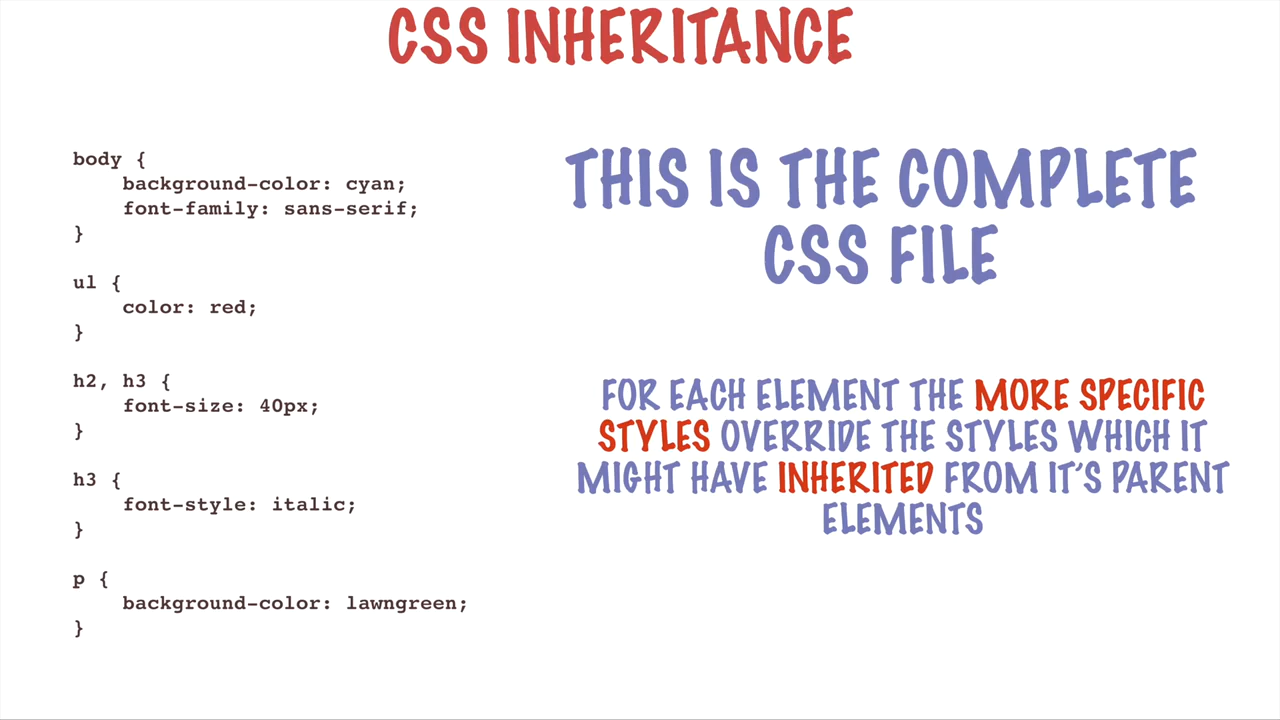 CSS INHERITANCE
body {
    background-color: cyan;
    font-family: sans-serif;
}
ul {
    color: red;
}
h2, h3 {
    font-size: 40px;
}
h3 {
    font-style: italic;
}
p {
    background-color: lawngreen;
}
THIS IS THE COMPLETE
CSS FILE
FOR EACH ELEMENT THE MORE SPECIFIC
STYLES OVERRIDE THE STYLES WHICH IT
MIGHT HAVE INHERITED FROM IT'S PARENT
ELEMENTS